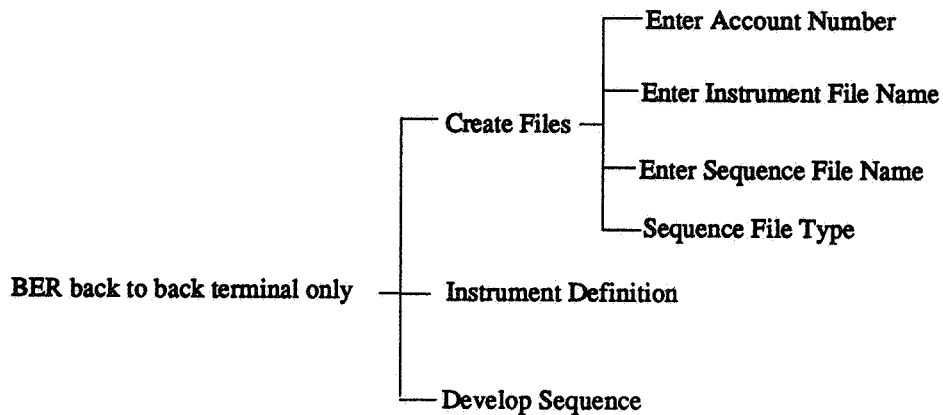 Enter Account Number
Enter Instrument File Name
Create Files
Enter Sequence File Name
Sequence File Type
BER back to back terminal only
Instrument Definition
Develop Sequence